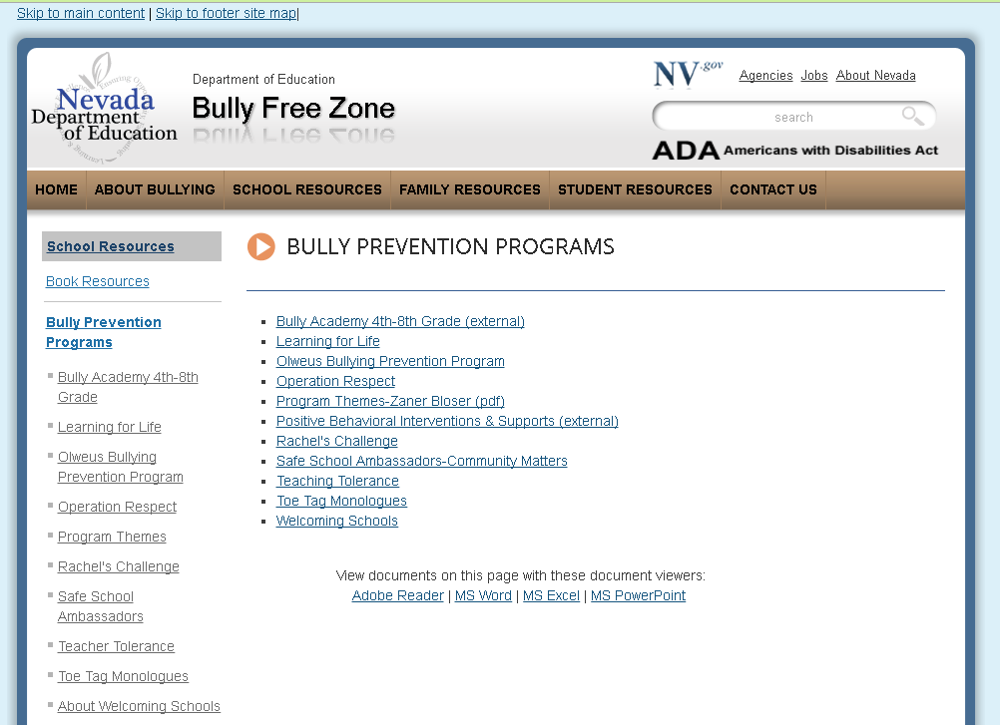 Skip to main content | Skip to footer site map|
Nevada
Department
of Education
Department of Education
Bully Free Zone
NV.gov
Agencies Jobs About Nevada
search
ADA Americans with Disabilities Act
HOME ABOUT BULLYING SCHOOL RESOURCES FAMILY RESOURCES STUDENT RESOURCES CONTACT US
School Resources
Book Resources
Bully Prevention
Programs
Bully Academy 4th-8th
Grade
Learning for Life
Olweus Bullying
Prevention Program
Operation Respect
Program Themes
Rachel's Challenge
Safe School
Ambassadors
Teacher Tolerance
Toe Tag Monologues
About Welcoming Schools
BULLY PREVENTION PROGRAMS
Bully Academy 4th-8th Grade (external)
Learning for Life
Olweus Bullying Prevention Program
Operation Respect
Program Themes-Zaner Bloser (pdf)
Positive Behavioral Interventions & Supports (external)
Rachel's Challenge
Safe School Ambassadors-Community Matters
Teaching Tolerance
Toe Tag Monologues
Welcoming Schools
View documents on this page with these document viewers:
Adobe Reader | MS Word | MS Excel | MS PowerPoint